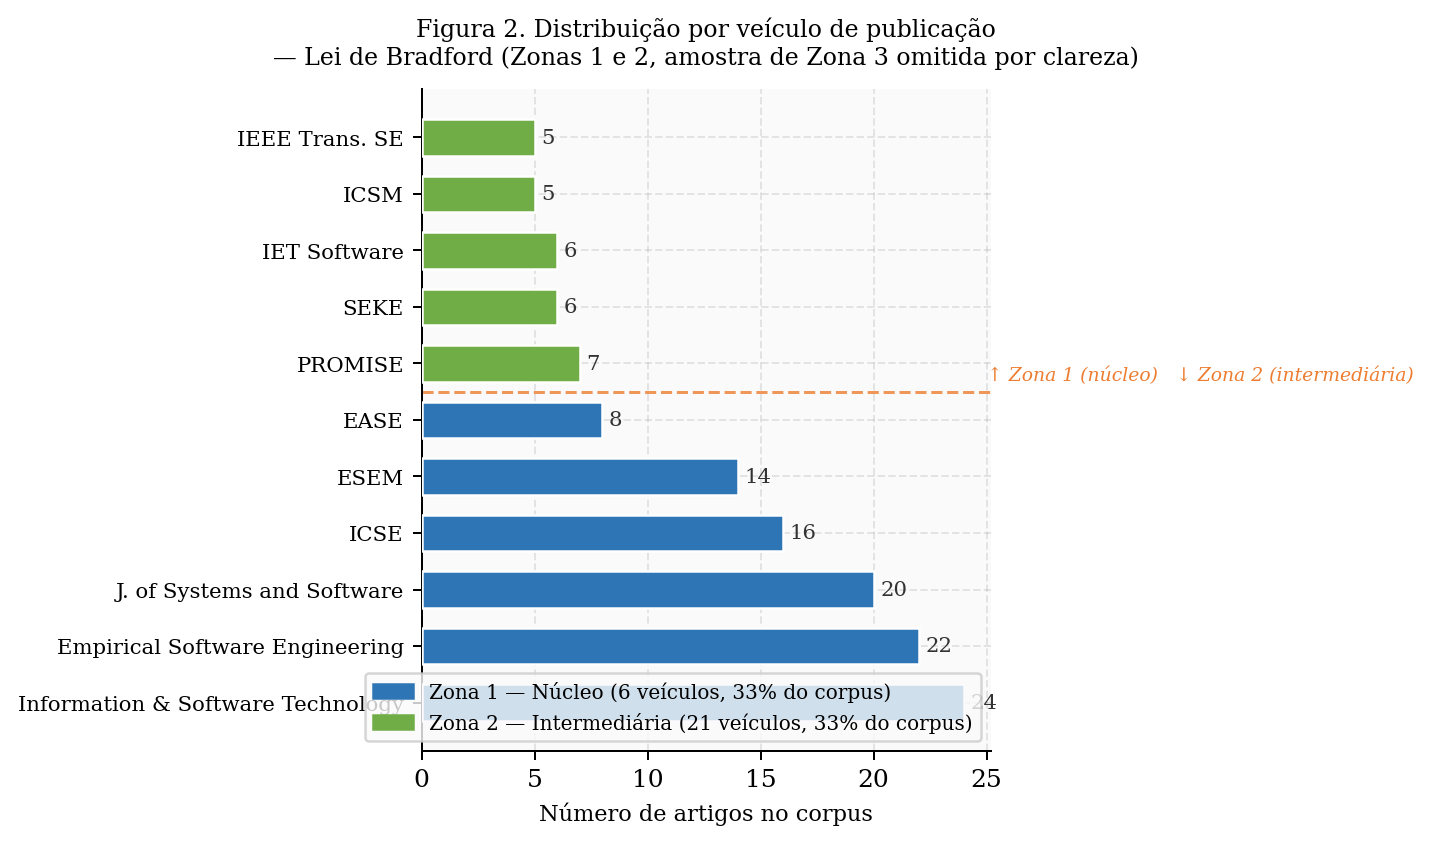 Figura 2. Distribuição por veículo de publicação
— Lei de Bradford (Zonas 1 e 2, amostra de Zona 3 omitida por clareza)
IEEE Trans. SE 5
ICSM 5
IET Software 6
SEKE 6
PROMISE 7
↑ Zona 1 (núcleo) ↓ Zona 2 (intermediária)
EASE 8
ESEM 14
ICSE 16
J. of Systems and Software 20
Empirical Software Engineering 22
Information & Software Technology 24
Zona 1 — Núcleo (6 veículos, 33% do corpus)
Zona 2 — Intermediária (21 veículos, 33% do corpus)
0 5 10 15 20 25
Número de artigos no corpus